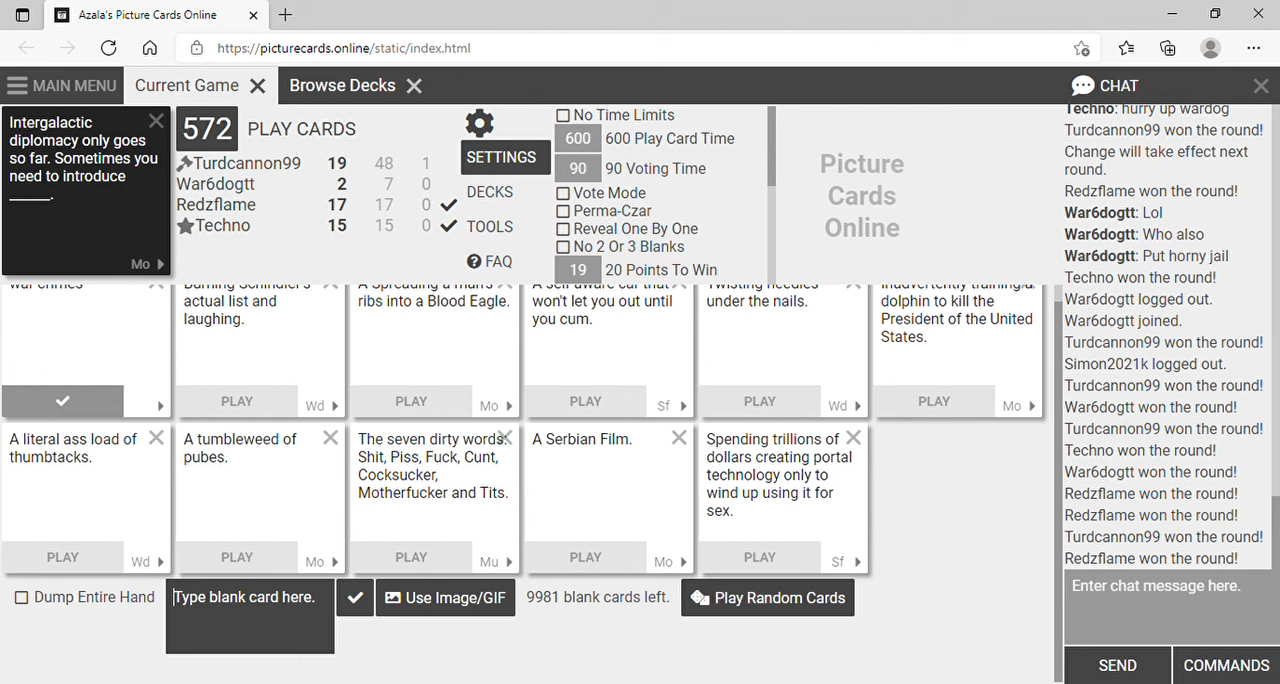 Azala's Picture Cards Online
https://picturecards.online/static/index.html
MAIN MENU
Current Game
Browse Decks
CHAT
Intergalactic
diplomacy only goes
so far. Sometimes you
need to introduce
_____.
Mo
572 PLAY CARDS
Turdcannon99 19 48 1
War6dogtt 2 7 0
Redzflame 17 17 0
Techno 15 15 0
SETTINGS
DECKS
TOOLS
FAQ
No Time Limits
600 600 Play Card Time
90 90 Voting Time
Vote Mode
Perma-Czar
Reveal One By One
No 2 Or 3 Blanks
19 20 Points To Win
Picture
Cards
Online
war crimes
Burning Schindler's
actual list and
laughing.
PLAY
Wd
A Spreading a man's
ribs into a Blood Eagle.
PLAY
Mo
A self aware car that
won't let you out until
you cum.
PLAY
Sf
Twisting needles
under the nails.
PLAY
Wd
Inadvertently training a
dolphin to kill the
President of the United
States.
PLAY
Mo
A literal ass load of
thumbtacks.
PLAY
Wd
A tumbleweed of
pubes.
PLAY
Mo
The seven dirty words:
Shit, Piss, Fuck, Cunt,
Cocksucker,
Motherfucker and Tits.
PLAY
Mu
A Serbian Film.
PLAY
Mo
Spending trillions of
dollars creating portal
technology only to
wind up using it for
sex.
PLAY
Sf
Dump Entire Hand
Type blank card here.
Use Image/GIF
9981 blank cards left.
Play Random Cards
Techno: hurry up wardog
Turdcannon99 won the round!
Change will take effect next
round.
Redzflame won the round!
War6dogtt: Lol
War6dogtt: Who also
War6dogtt: Put horny jail
Techno won the round!
War6dogtt logged out.
War6dogtt joined.
Turdcannon99 won the round!
Simon2021k logged out.
Turdcannon99 won the round!
War6dogtt won the round!
Turdcannon99 won the round!
Techno won the round!
War6dogtt won the round!
Redzflame won the round!
Redzflame won the round!
Turdcannon99 won the round!
Redzflame won the round!
Enter chat message here.
SEND
COMMANDS